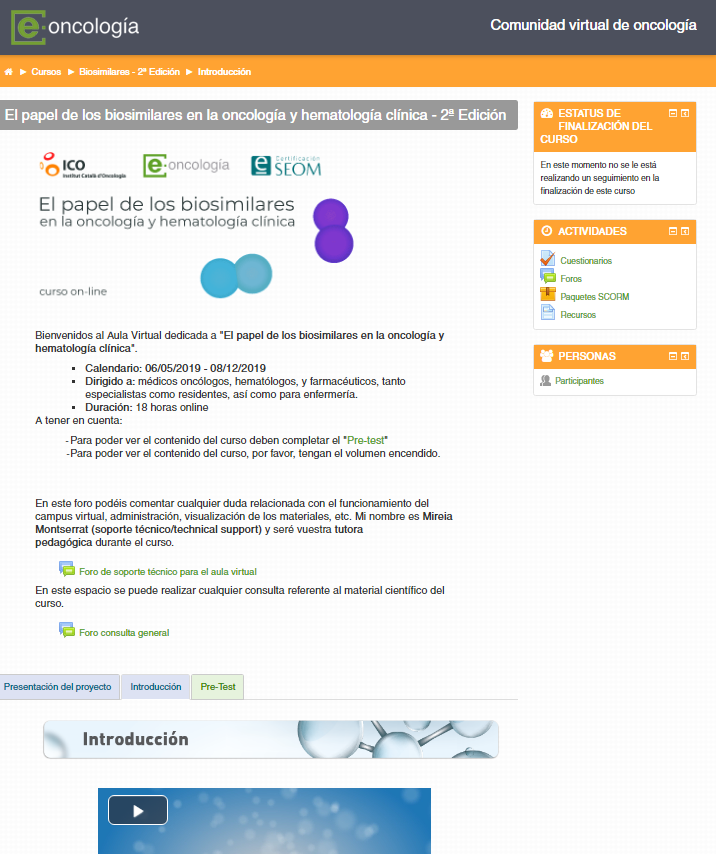 e oncología
Comunidad virtual de oncología
Cursos ► Biosimilares - 2ª Edición ► Introducción
El papel de los biosimilares en la oncología y hematología clínica - 2ª Edición
ICO
Institut Català d'Oncologia
e oncología
Certificación
SEOM
El papel de los biosimilares
en la oncología y hematología clínica
curso on-line
Bienvenidos al Aula Virtual dedicada a "El papel de los biosimilares en la oncología y
hematología clínica".
Calendario: 06/05/2019 - 08/12/2019
Dirigido a: médicos oncólogos, hematólogos, y farmacéuticos, tanto
especialistas como residentes, así como para enfermería.
Duración: 18 horas online
A tener en cuenta:
-Para poder ver el contenido del curso deben completar el "Pre-test"
-Para poder ver el contenido del curso, por favor, tengan el volumen encendido.
En este foro podéis comentar cualquier duda relacionada con el funcionamiento del
campus virtual, administración, visualización de los materiales, etc. Mi nombre es Mireia
Montserrat (soporte técnico/technical support) y seré vuestra tutora
pedagógica durante el curso.
Foro de soporte técnico para el aula virtual
En este espacio se puede realizar cualquier consulta referente al material científico del
curso.
Foro consulta general
Presentación del proyecto
Introducción
Pre-Test
Introducción
ESTATUS DE
FINALIZACIÓN DEL
CURSO
En este momento no se le está
realizando un seguimiento en la
finalización de este curso
ACTIVIDADES
Cuestionarios
Foros
Paquetes SCORM
Recursos
PERSONAS
Participantes